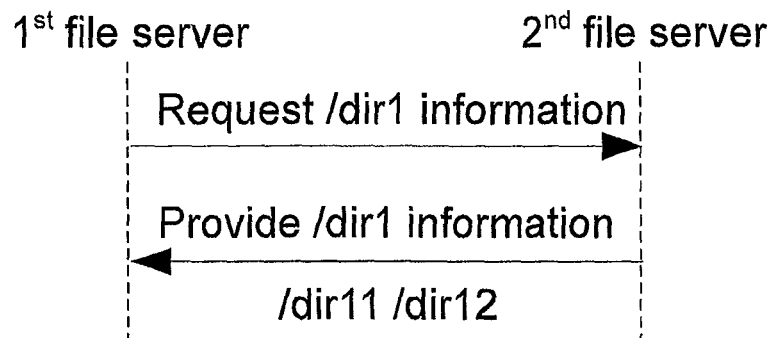 1st file server 2nd file server
Request /dir1 information
Provide /dir1 information
/dir11 /dir12